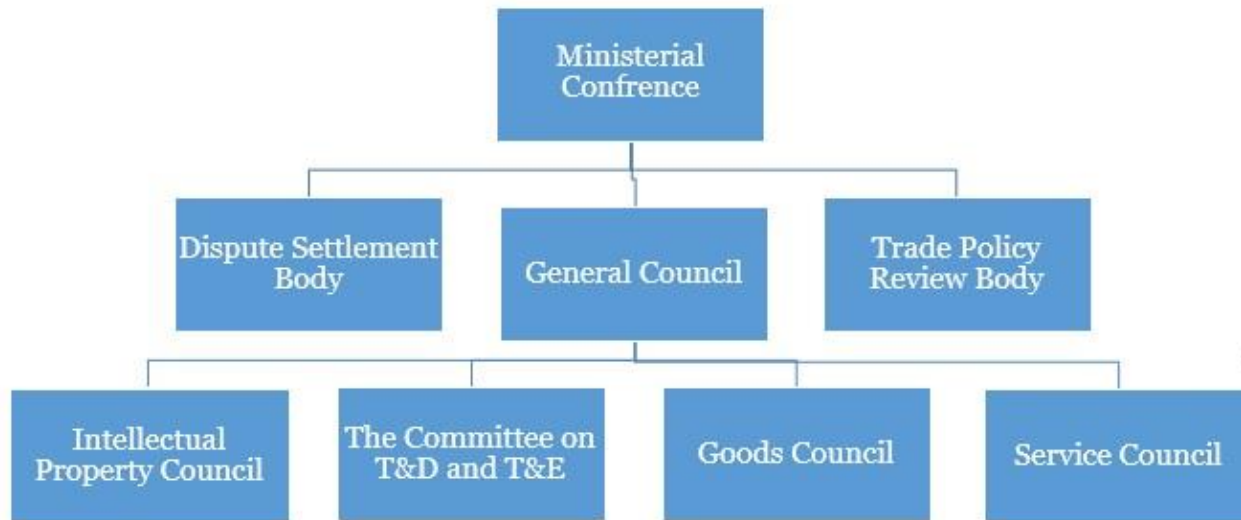 Ministerial
Confrence
Dispute Settlement
Body
General Council
Trade Policy
Review Body
Intellectual
Property Council
The Committee on
T&D and T&E
Goods Council
Service Council